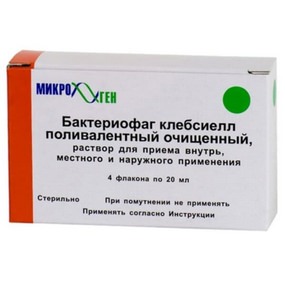 МИКРОГЕН
Бактериофаг клебсиелл
поливалентный очищенный,
раствор для приема внутрь,
местного и наружного применения
4 флакона по 20 мл
Стерильно
При помутнении не применять
Применять согласно Инструкции